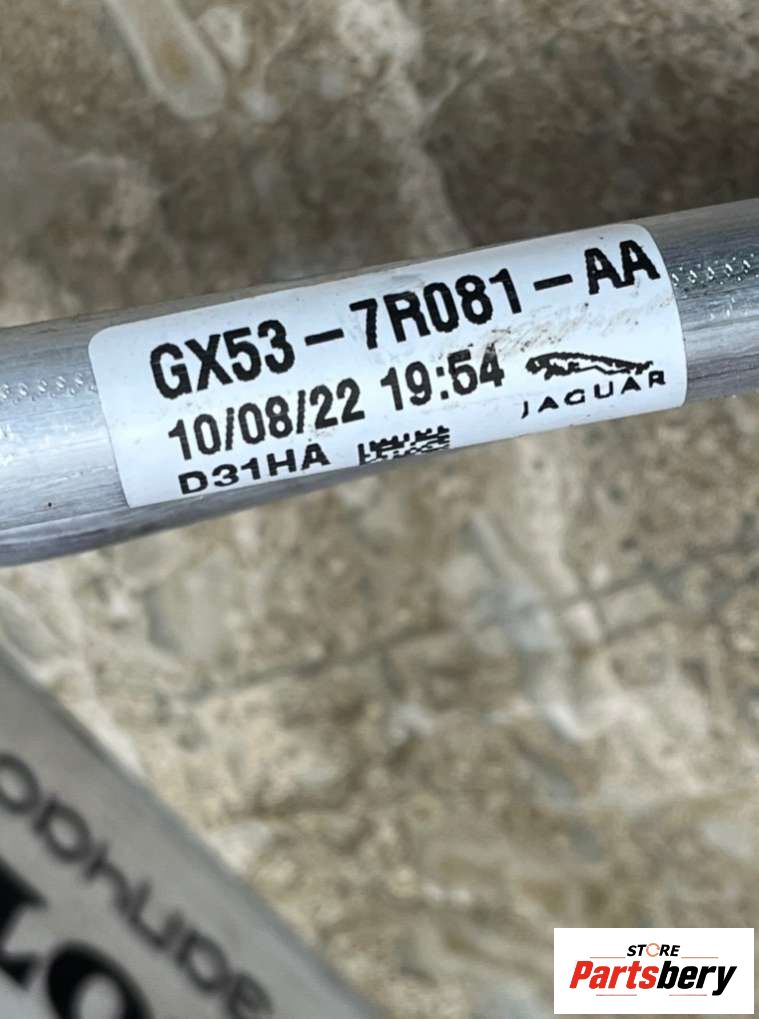 GX53-7R081-AA
10/08/22 19:54
D31HA
JAGUAR
STORE
Partsbery